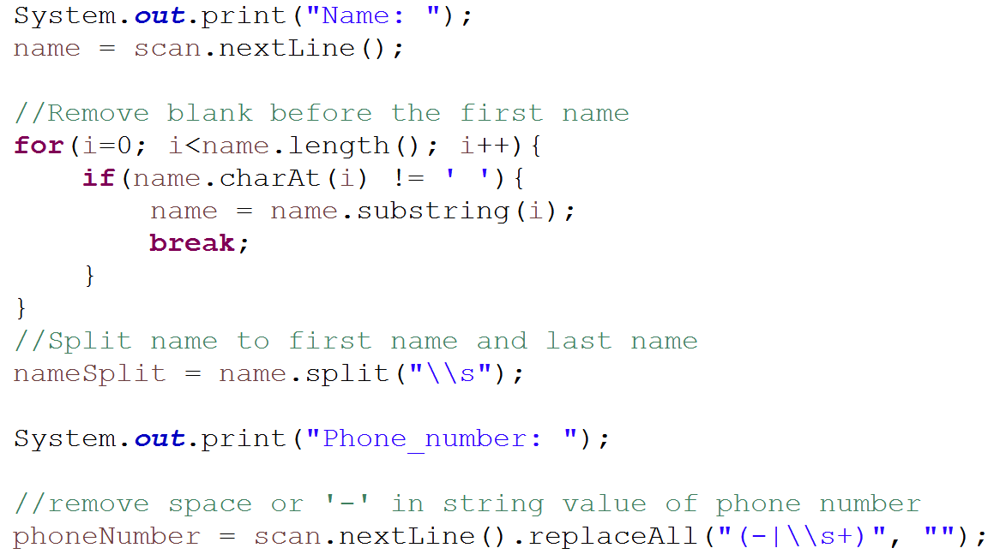 System.out.print("Name: ");
name = scan.nextLine();
//Remove blank before the first name
for(i=0; i<name.length(); i++){
if(name.charAt(i) != ' '){
name = name.substring(i);
break;
}
}
//Split name to first name and last name
nameSplit = name.split("\\s");
System.out.print("Phone_number: ");
//remove space or '-' in string value of phone number
phoneNumber = scan.nextLine().replaceAll("(-|\\s+)", "");